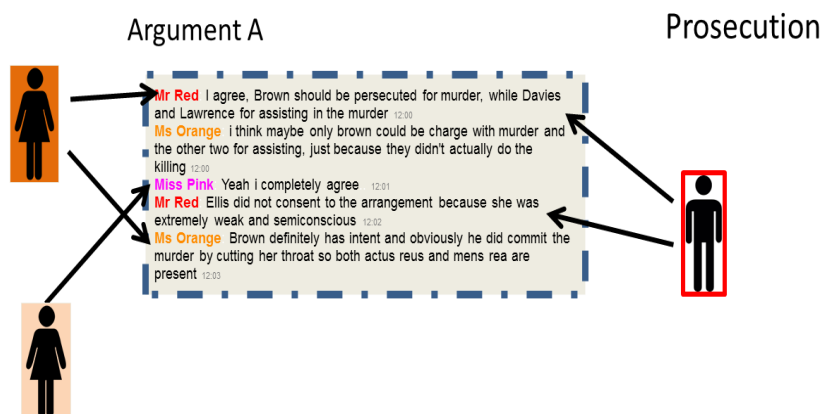 Argument A
Prosecution
Mr Red I agree, Brown should be persecuted for murder, while Davies
and Lawrence for assisting in the murder 12:00
Ms Orange i think maybe only brown could be charge with murder and
the other two for assisting, just because they didn't actually do the
killing 12:00
Miss Pink Yeah i completely agree 12:01
Mr Red Ellis did not consent to the arrangement because she was
extremely weak and semiconscious 12:02
Ms Orange Brown definitely has intent and obviously he did commit the
murder by cutting her throat so both actus reus and mens rea are
present 12:03